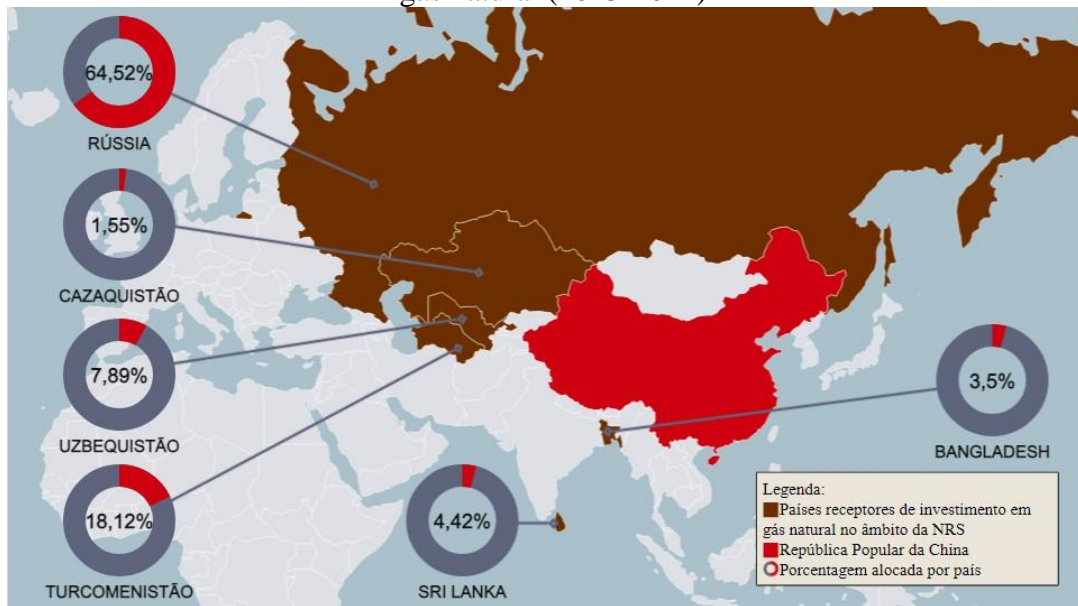 64,52%
RÚSSIA
1,55%
CAZAQUISTÃO
7,89%
UZBEQUISTÃO
18,12%
TURCOMENISTÃO
4,42%
SRI LANKA
3,5%
BANGLADESH
Legenda:
Países receptores de investimento em
gás natural no âmbito da NRS
República Popular da China
Porcentagem alocada por país